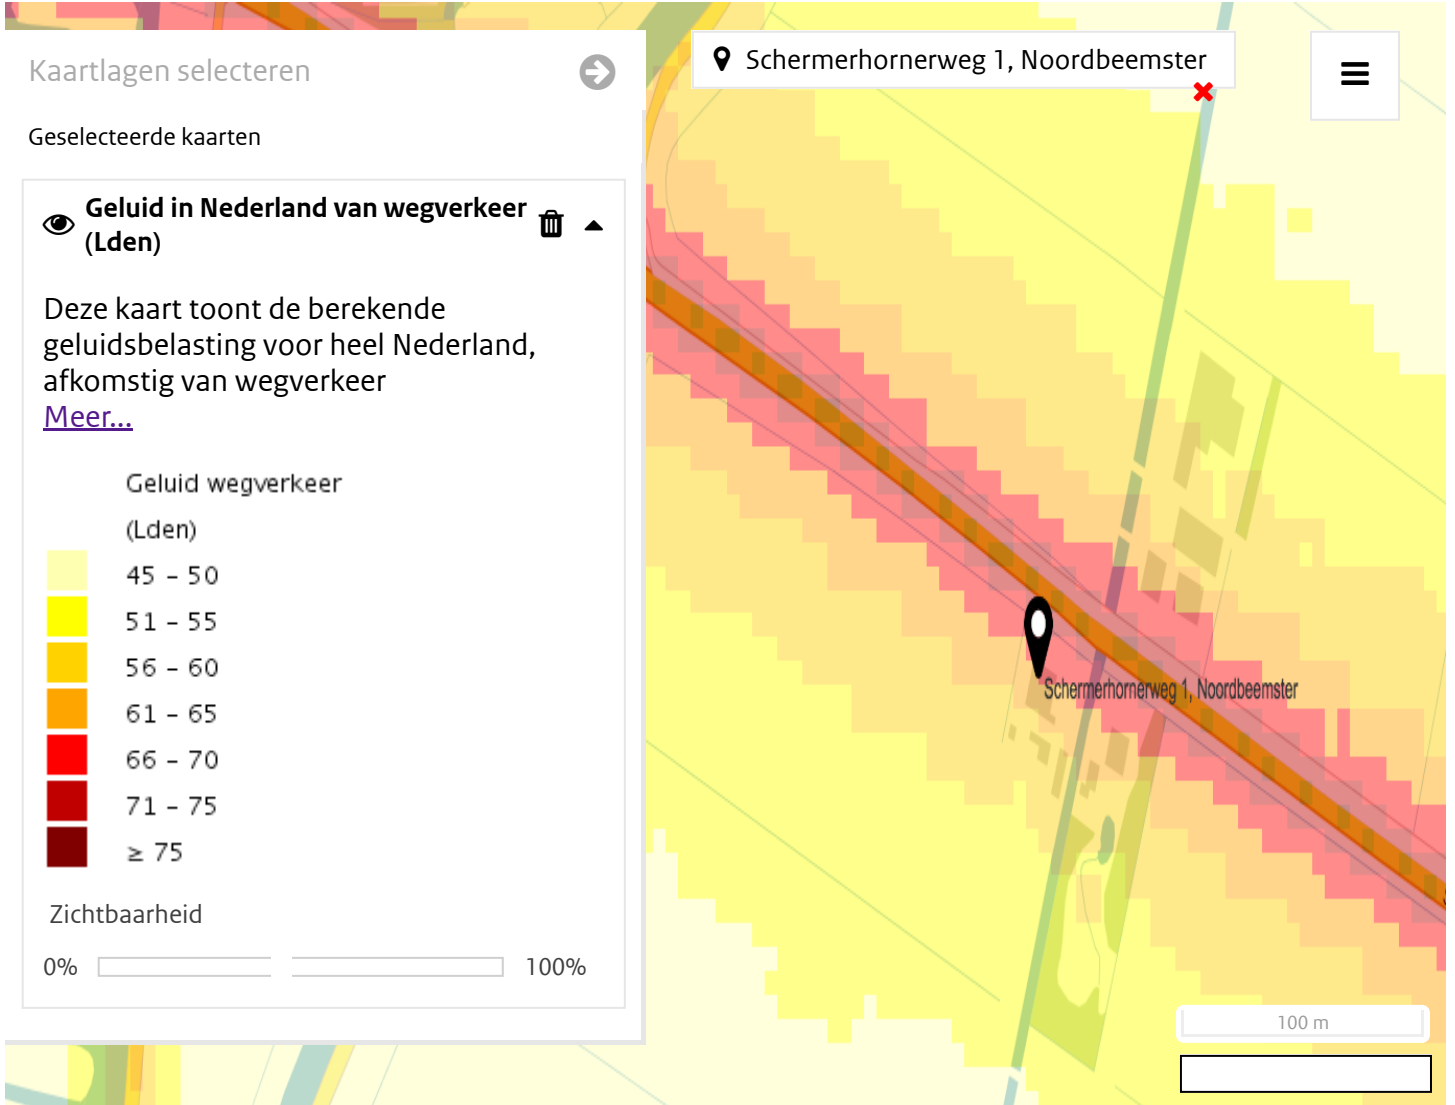 Kaartlagen selecteren
Schermerhornerweg 1, Noordbeemster
Geselecteerde kaarten
Geluid in Nederland van wegverkeer
(Lden)
Deze kaart toont de berekende
geluidsbelasting voor heel Nederland,
afkomstig van wegverkeer
Meer...
Geluid wegverkeer
(Lden)
45 - 50
51 - 55
56 - 60
61 - 65
66 - 70
71 - 75
≥ 75
Zichtbaarheid
0% 100%
Schermerhornerweg 1, Noordbeemster
100 m